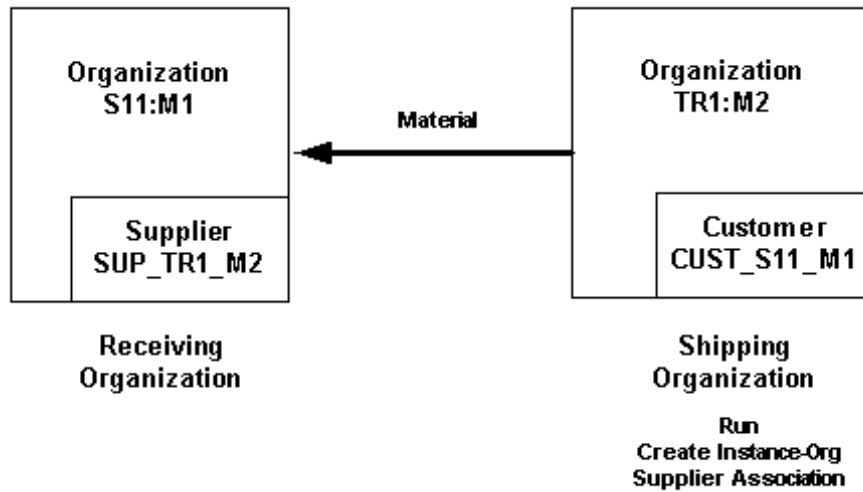 Organization
S11:M1
Supplier
SUP_TR1_M2
Receiving
Organization
Material
Organization
TR1:M2
Customer
CUST_S11_M1
Shipping
Organization
Run
Create Instance-Org
Supplier Association